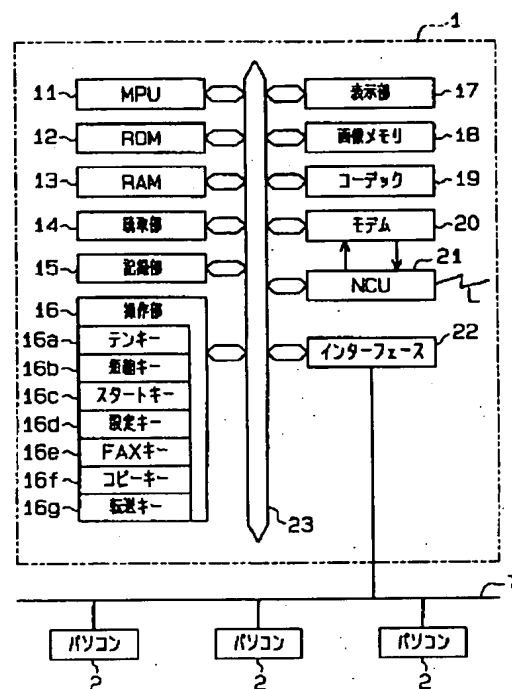 1
11 MPU
12 ROM
13 RAM
14 読取部
15 記録部
16 操作部
16a テンキー
16b 短縮キー
16c スタートキー
16d 設定キー
16e FAXキー
16f コピーキー
16g 転送キー
表示部 17
画像メモリ 18
コーデック 19
モデム 20
21
NCU
L
22
インターフェース
23
パソコン パソコン パソコン
2 2 2